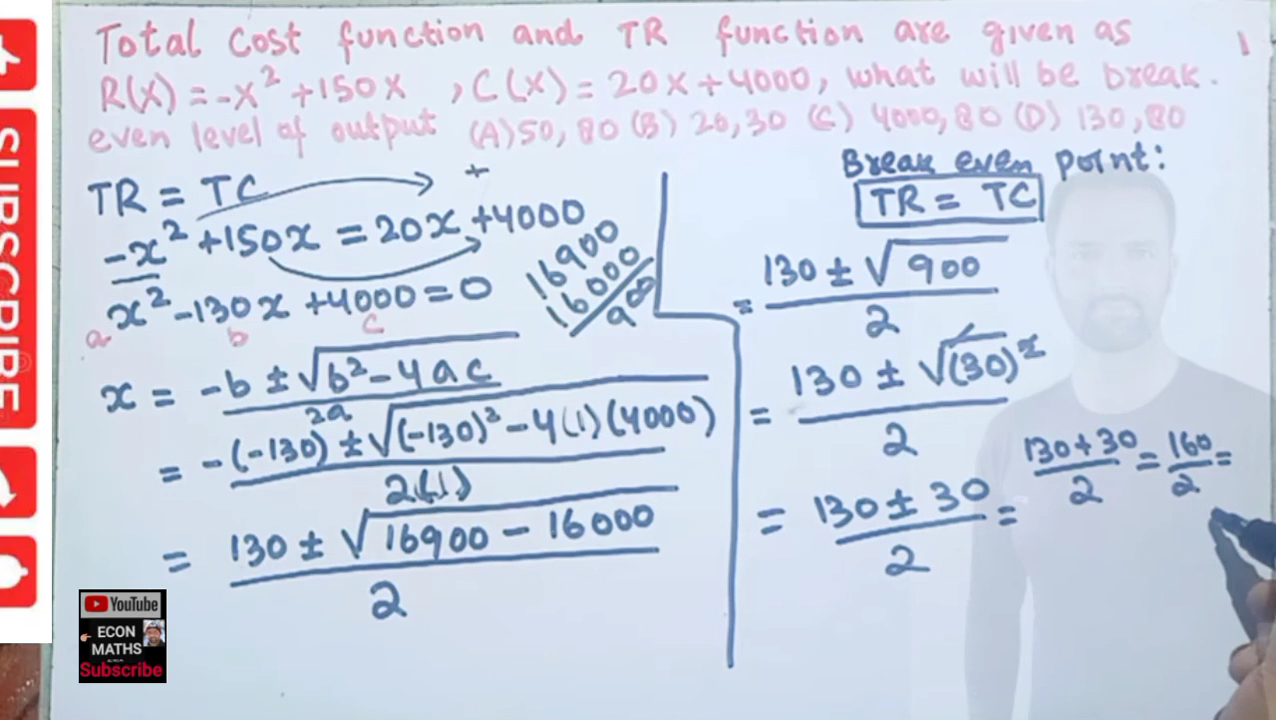 Total Cost function and TR function are given as
R(X) = -X² + 150X , C(X) = 20X + 4000, what will be break.
even level of output (A) 50, 80 (B) 20,30 (C) 4000, 80 (D) 130, 80
1
TR = TC
+
-x² + 150x = 20x + 4000
x² - 130x + 4000 = 0
a b c
16900
16000
900
x = -b ± √b² - 4ac
2a
= -(-130) ± √(-130)² - 4(1)(4000)
2(1)
= 130 ± √16900 - 16000
2
Break even point:
TR = TC
= 130 ± √900
2
= 130 ± √(30)²
2
= 130 ± 30 =
2
130 + 30 = 160 =
2 2
SUBSCRIBE
YouTube
ECON
MATHS
Subscribe